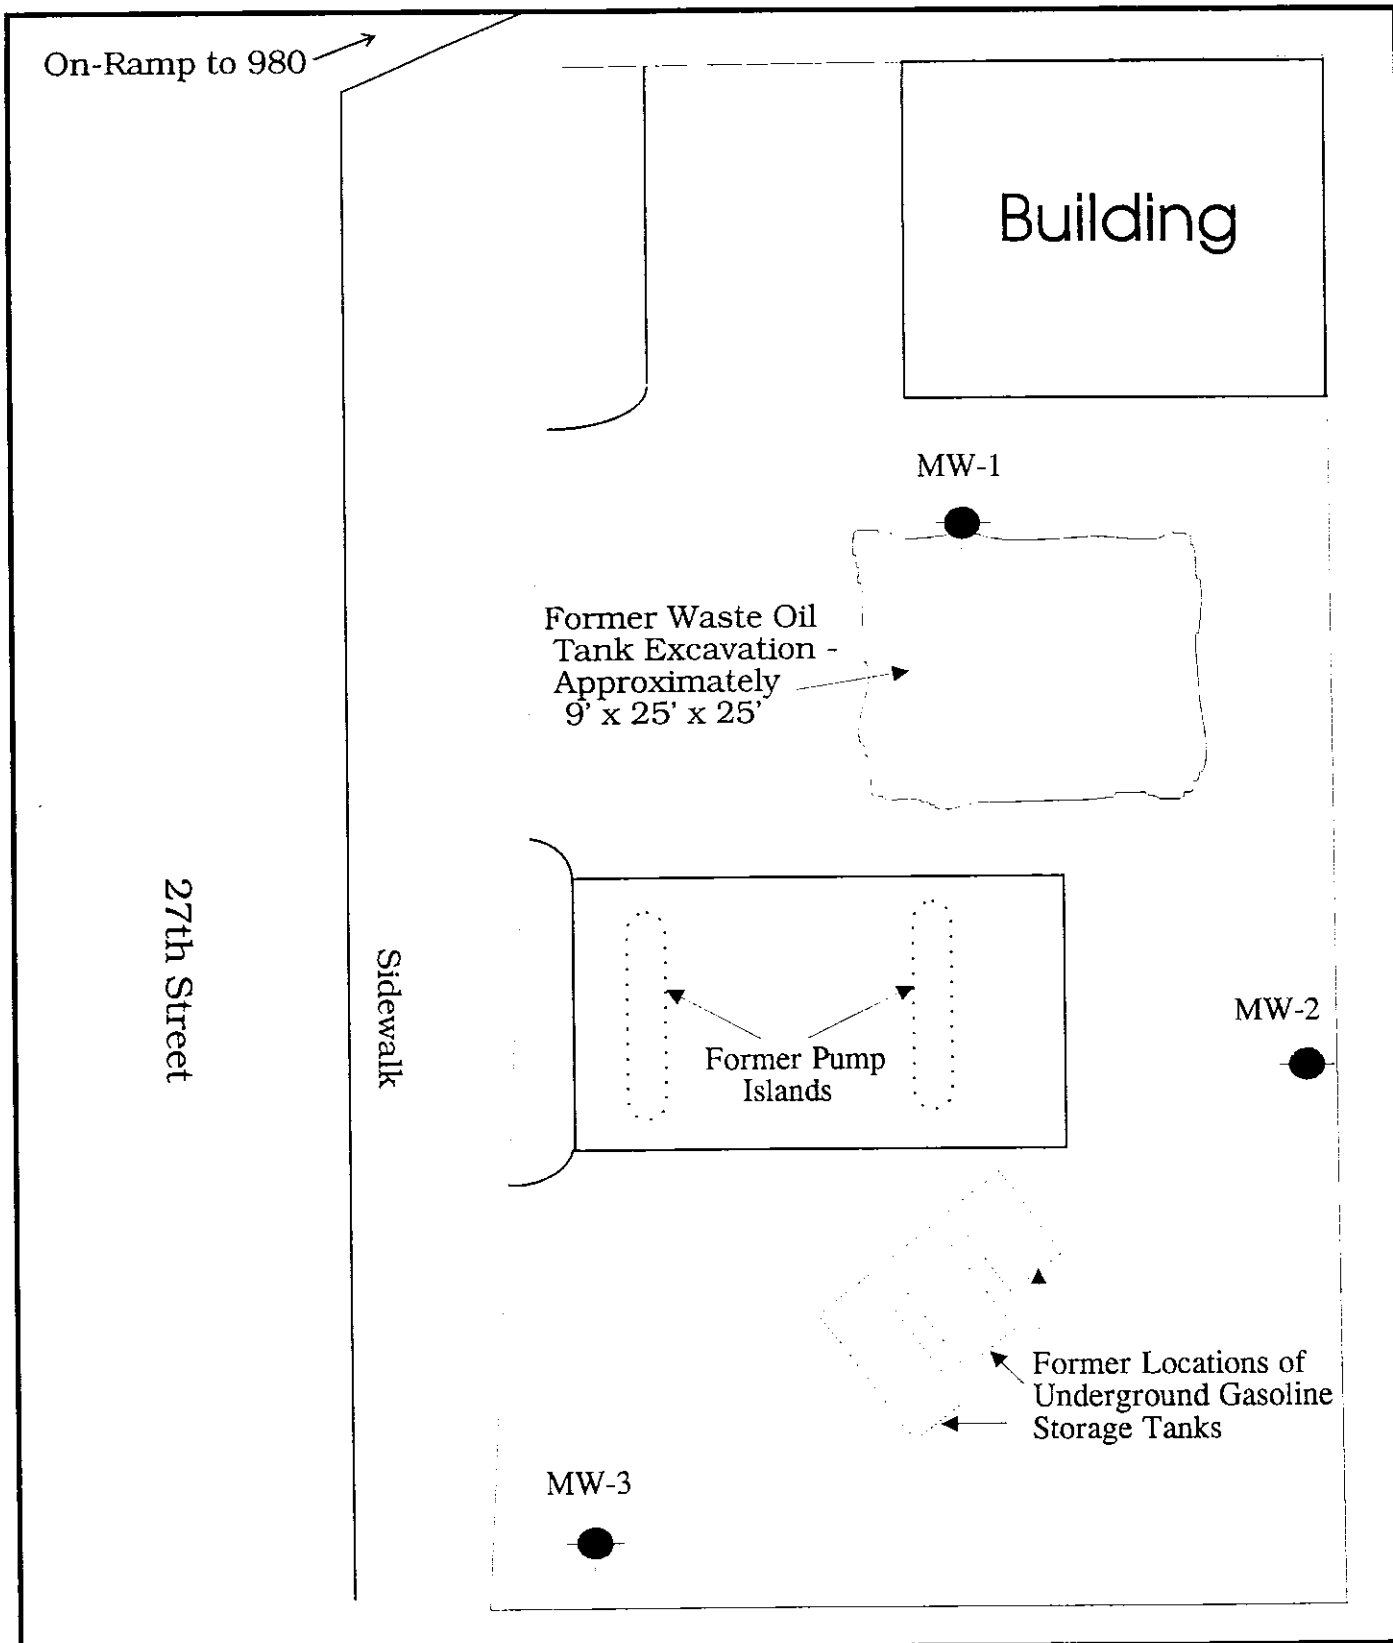 On-Ramp to 980
Building
MW-1
Former Waste Oil
Tank Excavation -
Approximately
9' x 25' x 25'
27th Street
Sidewalk
MW-2
Former Pump
Islands
Former Locations of
Underground Gasoline
Storage Tanks
MW-3